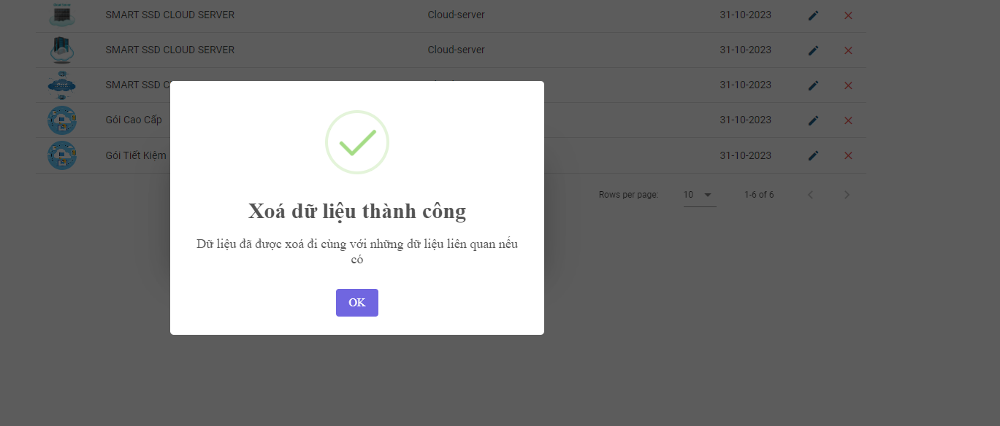 SMART SSD CLOUD SERVER Cloud-server 31-10-2023
SMART SSD CLOUD SERVER Cloud-server 31-10-2023
SMART SSD C 31-10-2023
Gói Cao Cấp 31-10-2023
Gói Tiết Kiệm 31-10-2023
Rows per page: 10 1-6 of 6
Xoá dữ liệu thành công
Dữ liệu đã được xoá đi cùng với những dữ liệu liên quan nếu
có
OK